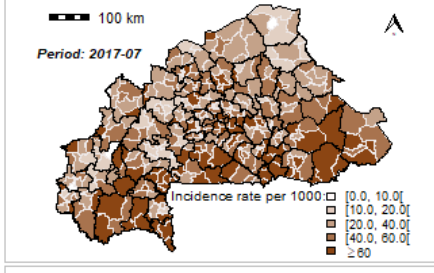 100 km
Period: 2017-07
Incidence rate per 1000:
[0.0, 10.0[
[10.0, 20.0[
[20.0, 40.0[
[40.0, 60.0[
≥60